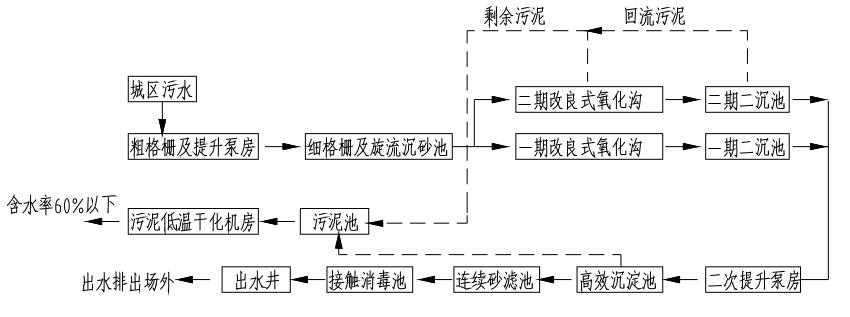 剩余污泥 回流污泥
城区污水 二期改良式氧化沟 二期二沉池
粗格栅及提升泵房 细格栅及旋流沉砂池 一期改良式氧化沟 一期二沉池
含水率60%以下 污泥低温干化机房 污泥池
出水排出场外 出水井 接触消毒池 连续砂滤池 高效沉淀池 二次提升泵房